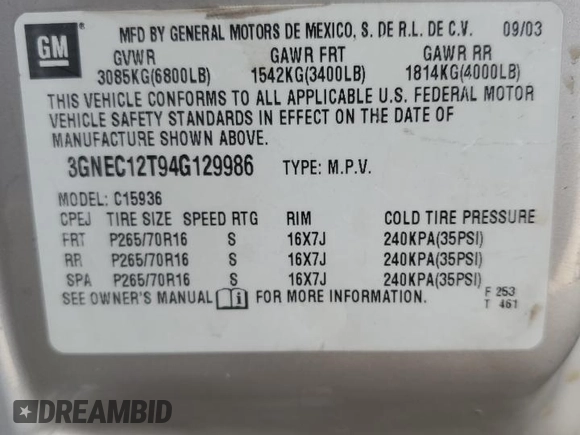 GM
MFD BY GENERAL MOTORS DE MEXICO, S. DE R.L. DE C.V. 09/03
GVWR GAWR FRT GAWR RR
3085KG(6800LB) 1542KG(3400LB) 1814KG(4000LB)
THIS VEHICLE CONFORMS TO ALL APPLICABLE U.S. FEDERAL MOTOR
VEHICLE SAFETY STANDARDS IN EFFECT ON THE DATE OF
MANUFACTURE SHOWN ABOVE.
3GNEC12T94G129986 TYPE: M.P.V.
MODEL: C15936
CPEJ TIRE SIZE SPEED RTG RIM COLD TIRE PRESSURE
FRT P265/70R16 S 16X7J 240KPA(35PSI)
RR P265/70R16 S 16X7J 240KPA(35PSI)
SPA P265/70R16 S 16X7J 240KPA(35PSI)
SEE OWNER'S MANUAL i FOR MORE INFORMATION.
F 253
T 461
DREAMBID